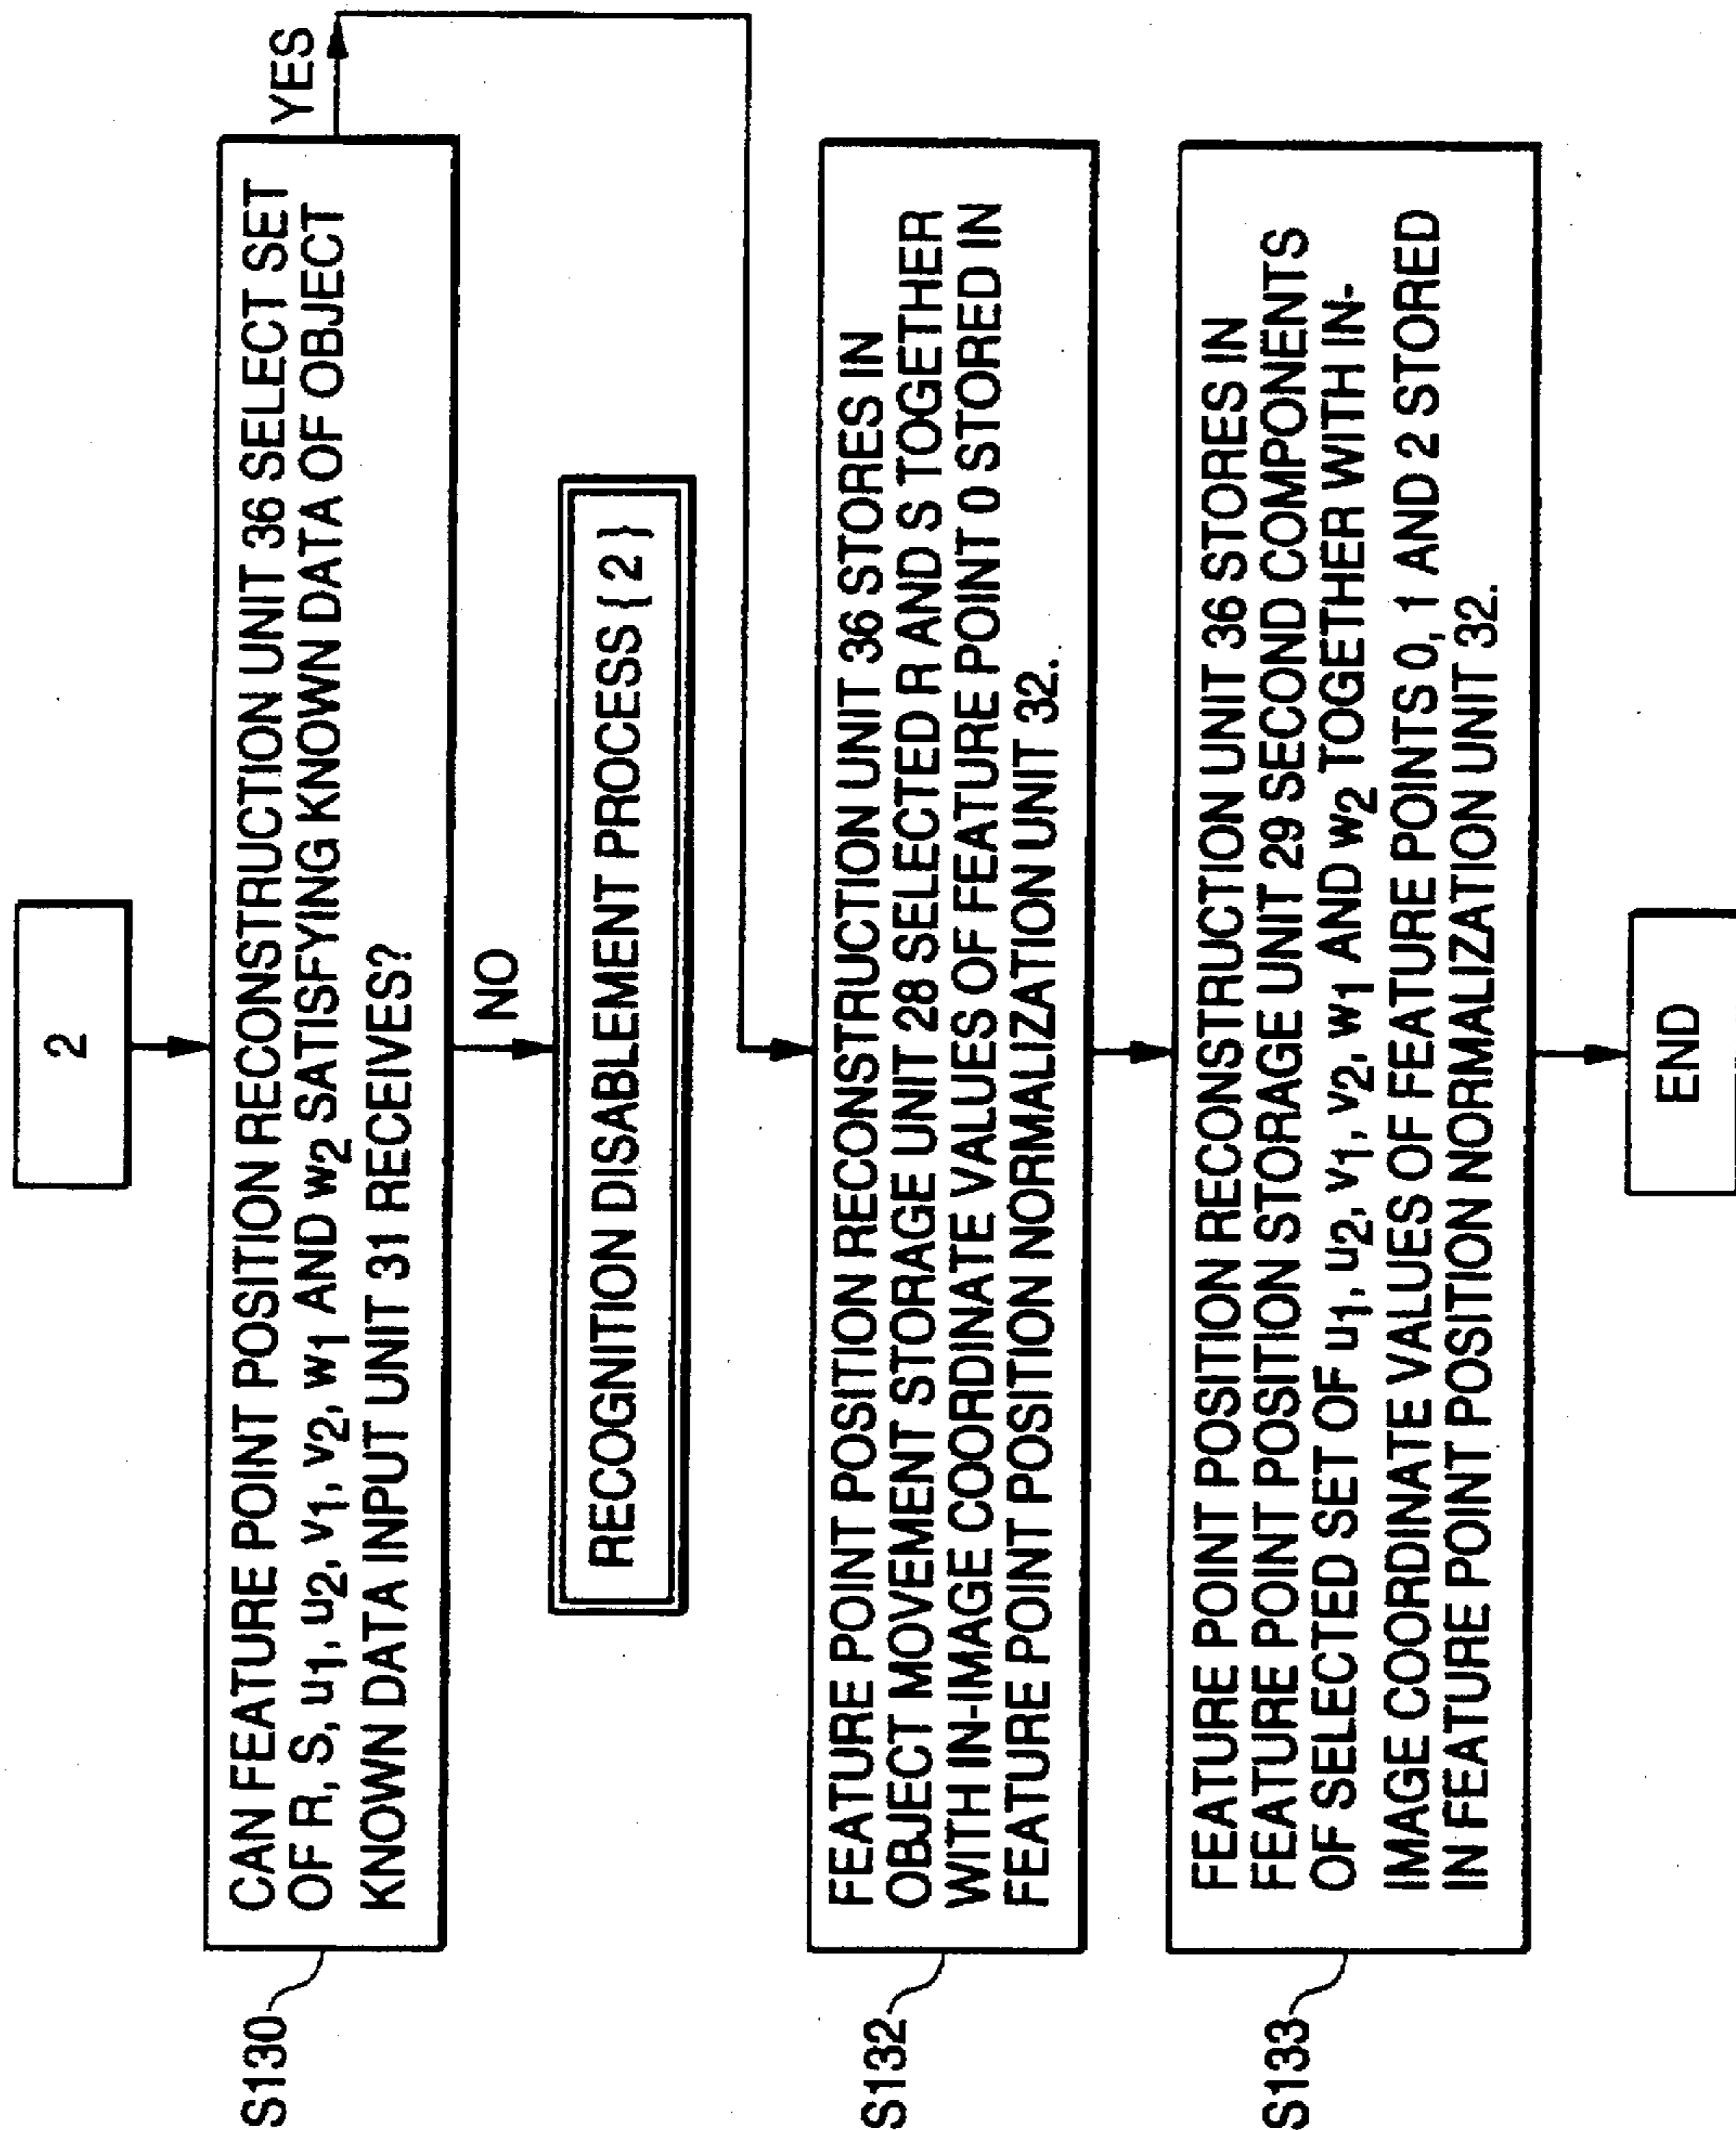 2
S130
CAN FEATURE POINT POSITION RECONSTRUCTION UNIT 36 SELECT SET
OF R, S, u1, u2, v1, v2, w1 AND w2 SATISFYING KNOWN DATA OF OBJECT
KNOWN DATA INPUT UNIT 31 RECEIVES?
YES
NO
RECOGNITION DISABLEMENT PROCESS { 2 }
S132
FEATURE POINT POSITION RECONSTRUCTION UNIT 36 STORES IN
OBJECT MOVEMENT STORAGE UNIT 28 SELECTED R AND S TOGETHER
WITH IN-IMAGE COORDINATE VALUES OF FEATURE POINT 0 STORED IN
FEATURE POINT POSITION NORMALIZATION UNIT 32.
S133
FEATURE POINT POSITION RECONSTRUCTION UNIT 36 STORES IN
FEATURE POINT POSITION STORAGE UNIT 29 SECOND COMPONENTS
OF SELECTED SET OF u1, u2, v1, v2, w1 AND w2 TOGETHER WITH IN-
IMAGE COORDINATE VALUES OF FEATURE POINTS 0, 1 AND 2 STORED
IN FEATURE POINT POSITION NORMALIZATION UNIT 32.
END